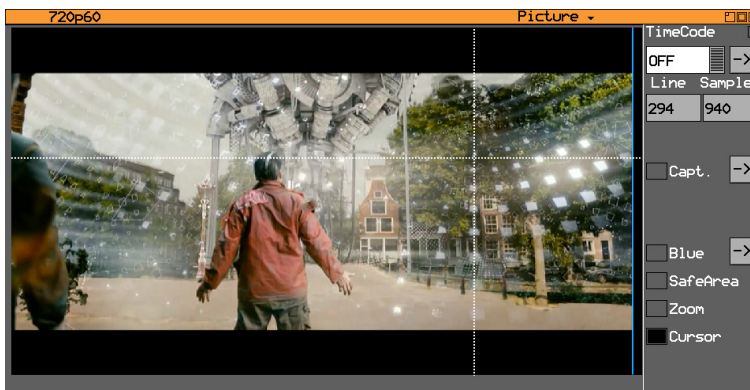 720p60 Picture
TimeCode
OFF ->
Line Sample
294 940
Capt. ->
Blue ->
SafeArea
Zoom
Cursor